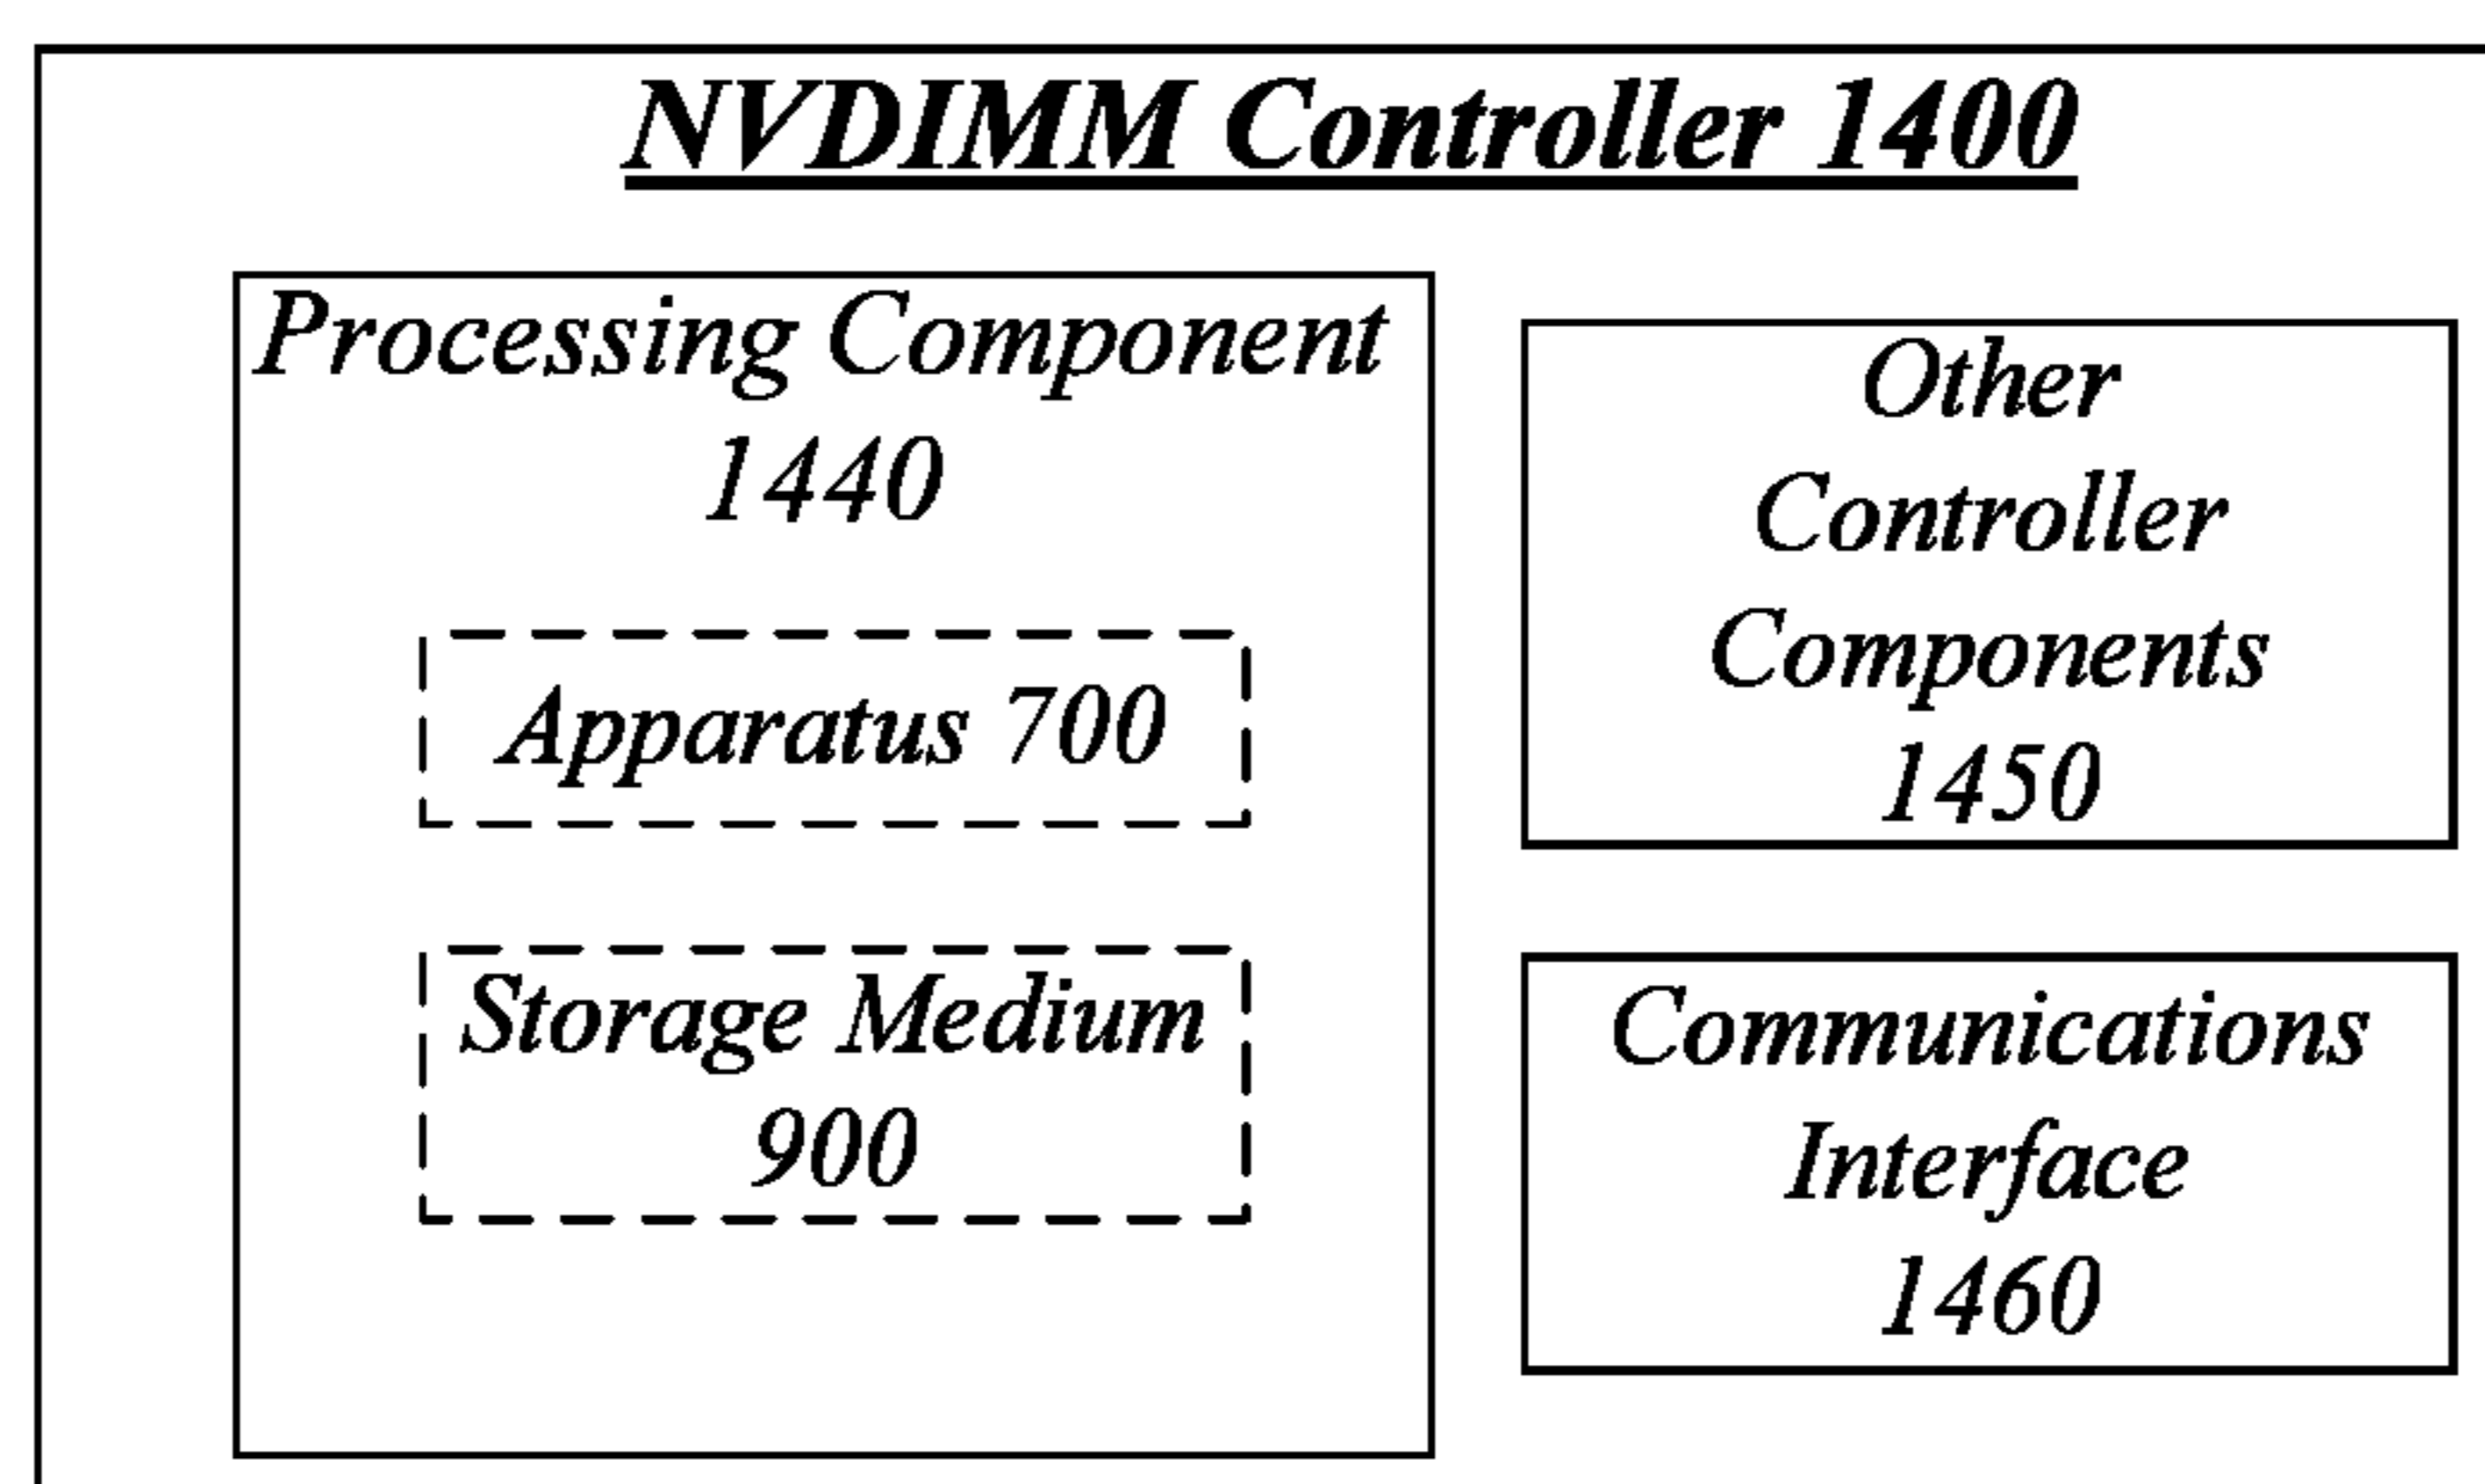 NVDIMM Controller 1400
Processing Component
1440
Apparatus 700
Storage Medium
900
Other
Controller
Components
1450
Communications
Interface
1460